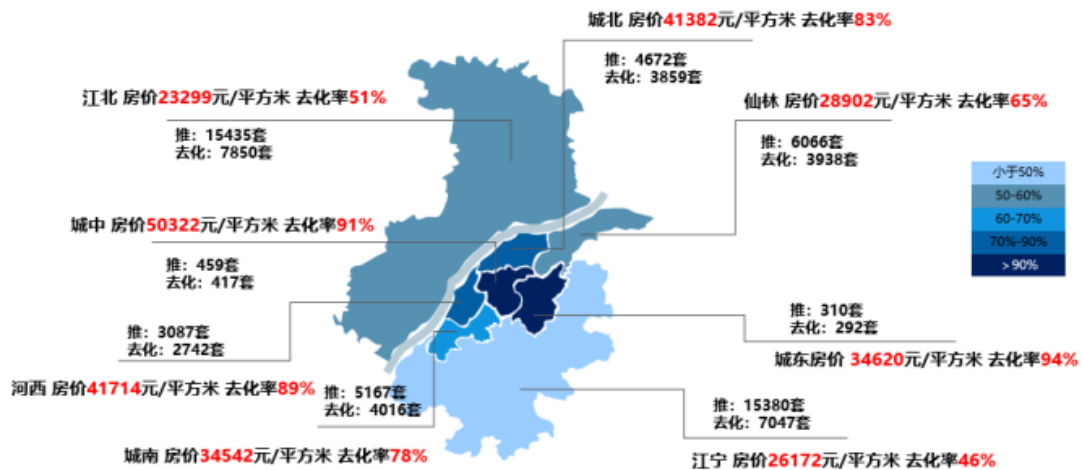 城北 房价41382元/平方米 去化率83%
推：4672套
去化：3859套
江北 房价23299元/平方米 去化率51%
推：15435套
去化：7850套
仙林 房价28902元/平方米 去化率65%
推：6066套
去化：3938套
小于50%
50-60%
60-70%
70%-90%
＞90%
城中 房价50322元/平方米 去化率91%
推：459套
去化：417套
推：3087套
去化：2742套
河西 房价41714元/平方米 去化率89%
推：310套
去化：292套
城东房价 34620元/平方米 去化率94%
推：5167套
去化：4016套
城南 房价34542元/平方米 去化率78%
推：15380套
去化：7047套
江宁 房价26172元/平方米 去化率46%